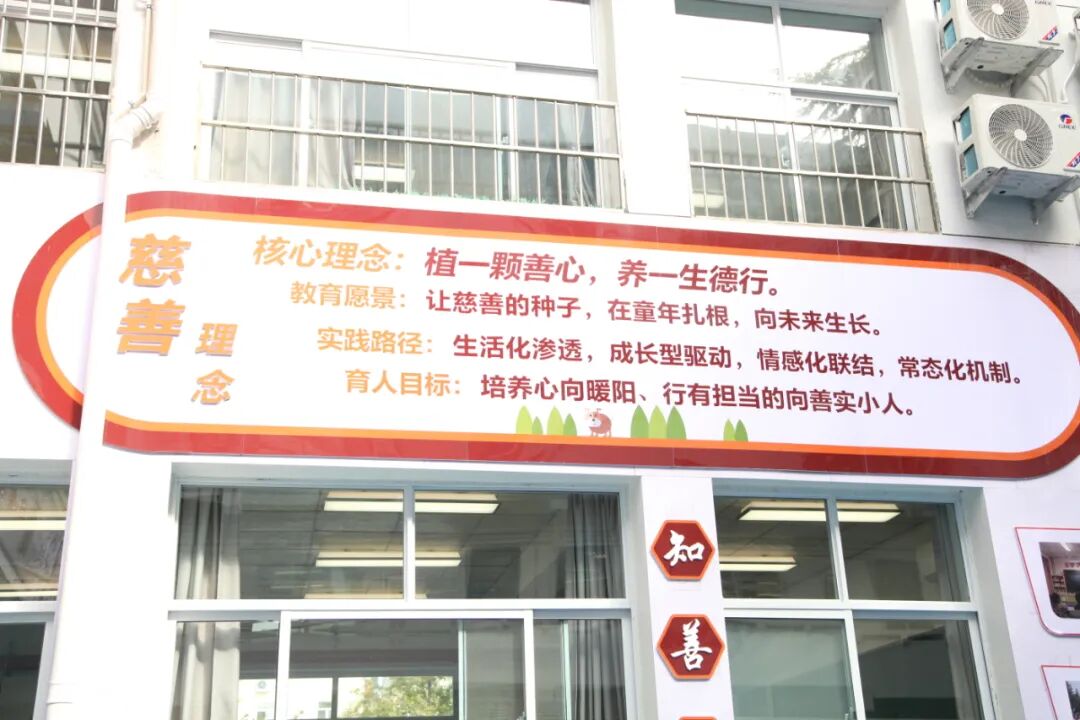 慈善
理念
核心理念：植一颗善心，养一生德行。
教育愿景：让慈善的种子，在童年扎根，向未来生长。
实践路径：生活化渗透，成长型驱动，情感化联结，常态化机制。
育人目标：培养心向暖阳、行有担当的向善实小人。
知
善
GREE